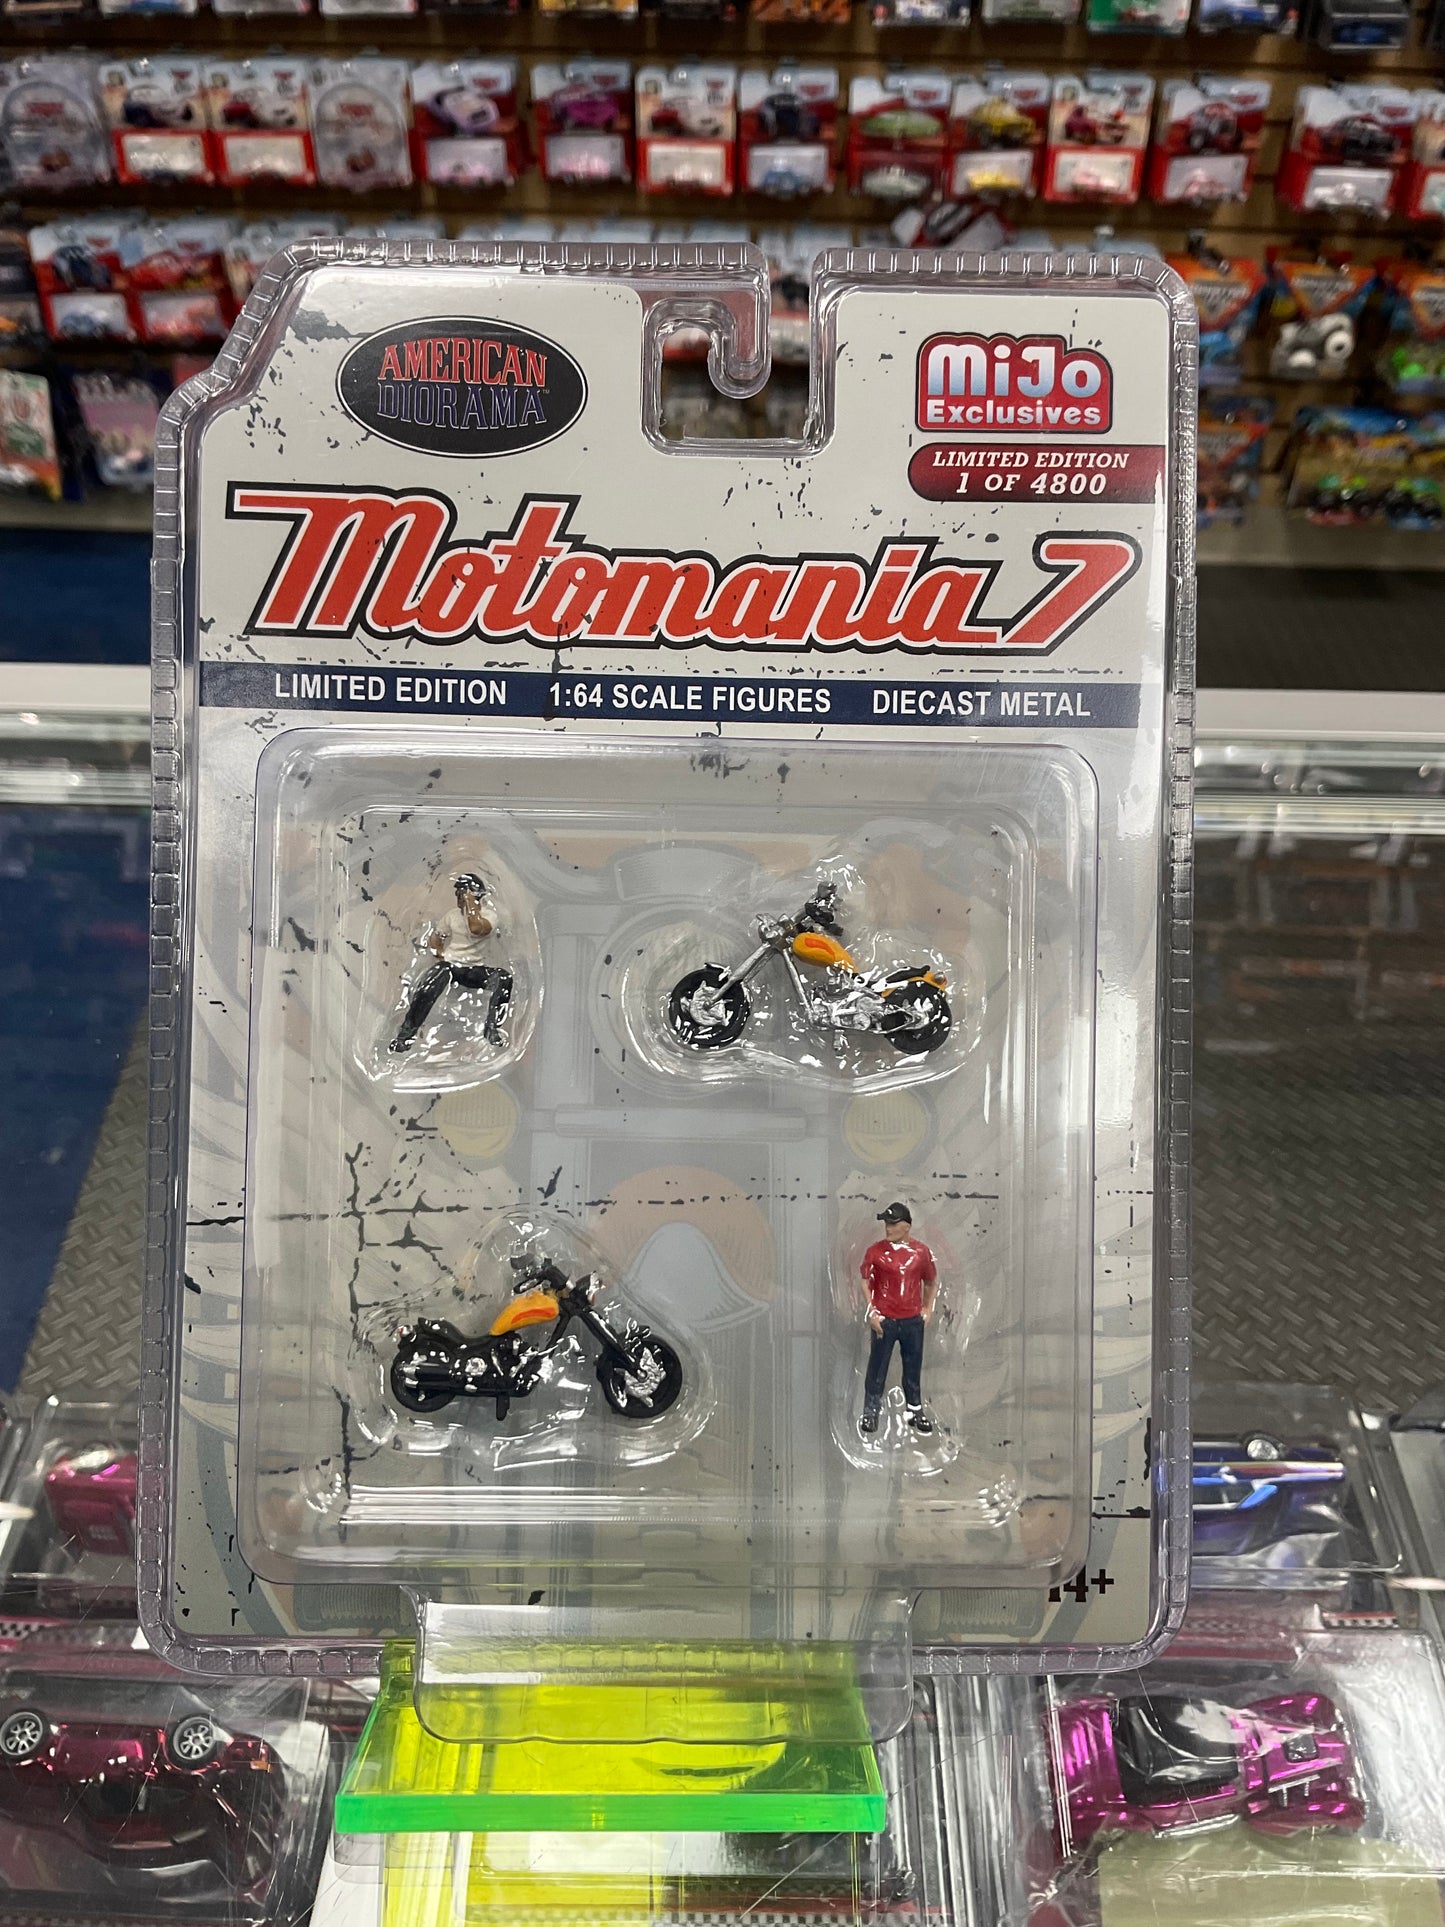 AMERICAN
DIORAMA
MiJo
Exclusives
LIMITED EDITION
1 OF 4800
Motomania 7
LIMITED EDITION 1:64 SCALE FIGURES DIECAST METAL
14+